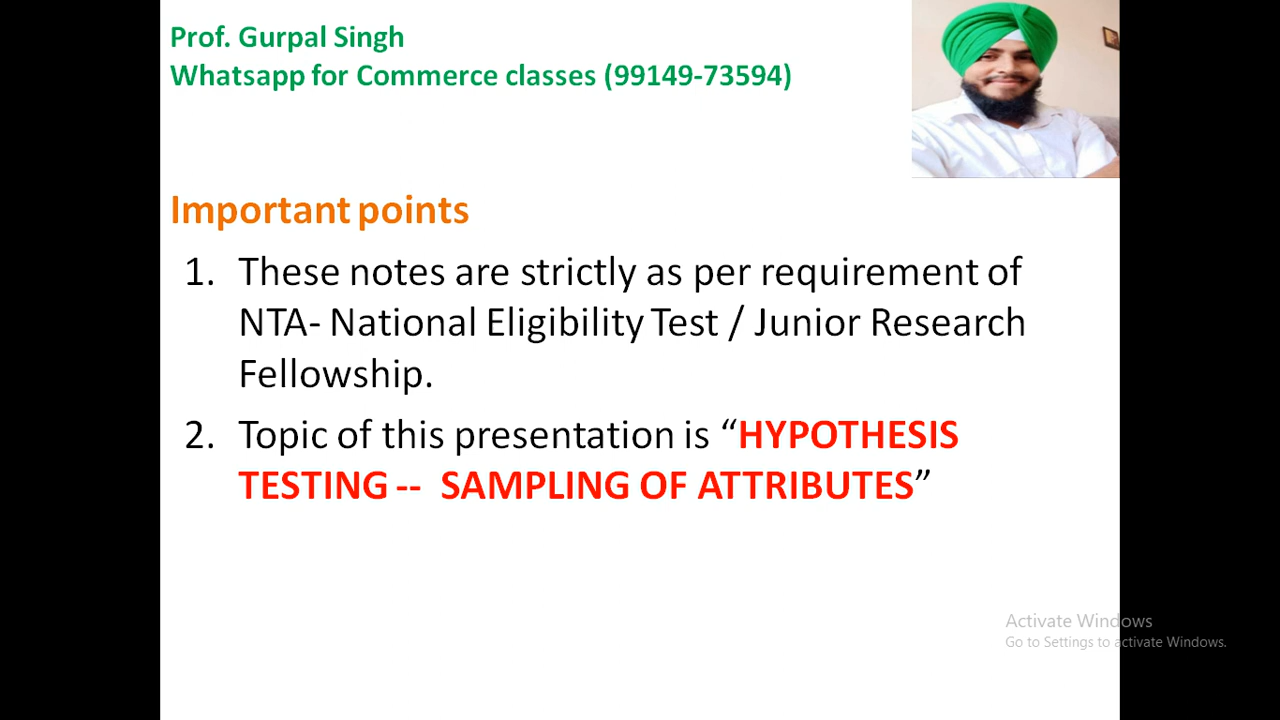 Prof. Gurpal Singh
Whatsapp for Commerce classes (99149-73594)
Important points
1. These notes are strictly as per requirement of
NTA- National Eligibility Test / Junior Research
Fellowship.
2. Topic of this presentation is “HYPOTHESIS
TESTING -- SAMPLING OF ATTRIBUTES”
Activate Windows
Go to Settings to activate Windows.